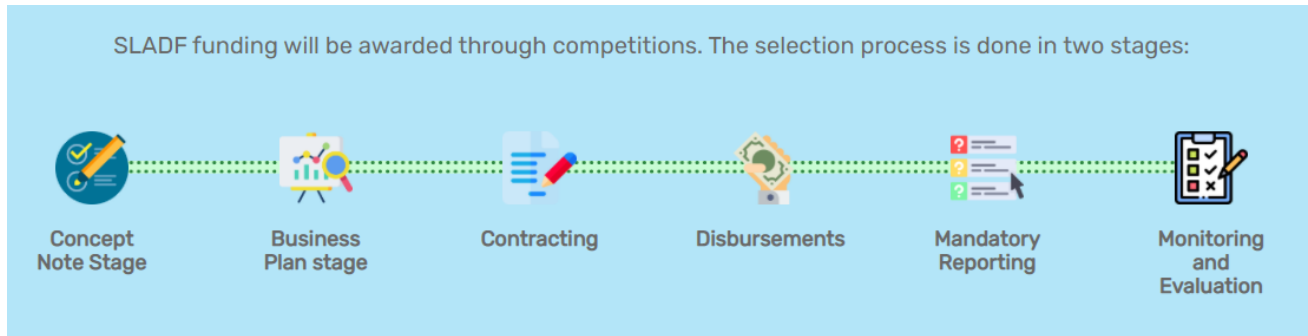 SLADF funding will be awarded through competitions. The selection process is done in two stages:
Concept
Note Stage
Business
Plan stage
Contracting
Disbursements
Mandatory
Reporting
Monitoring
and
Evaluation